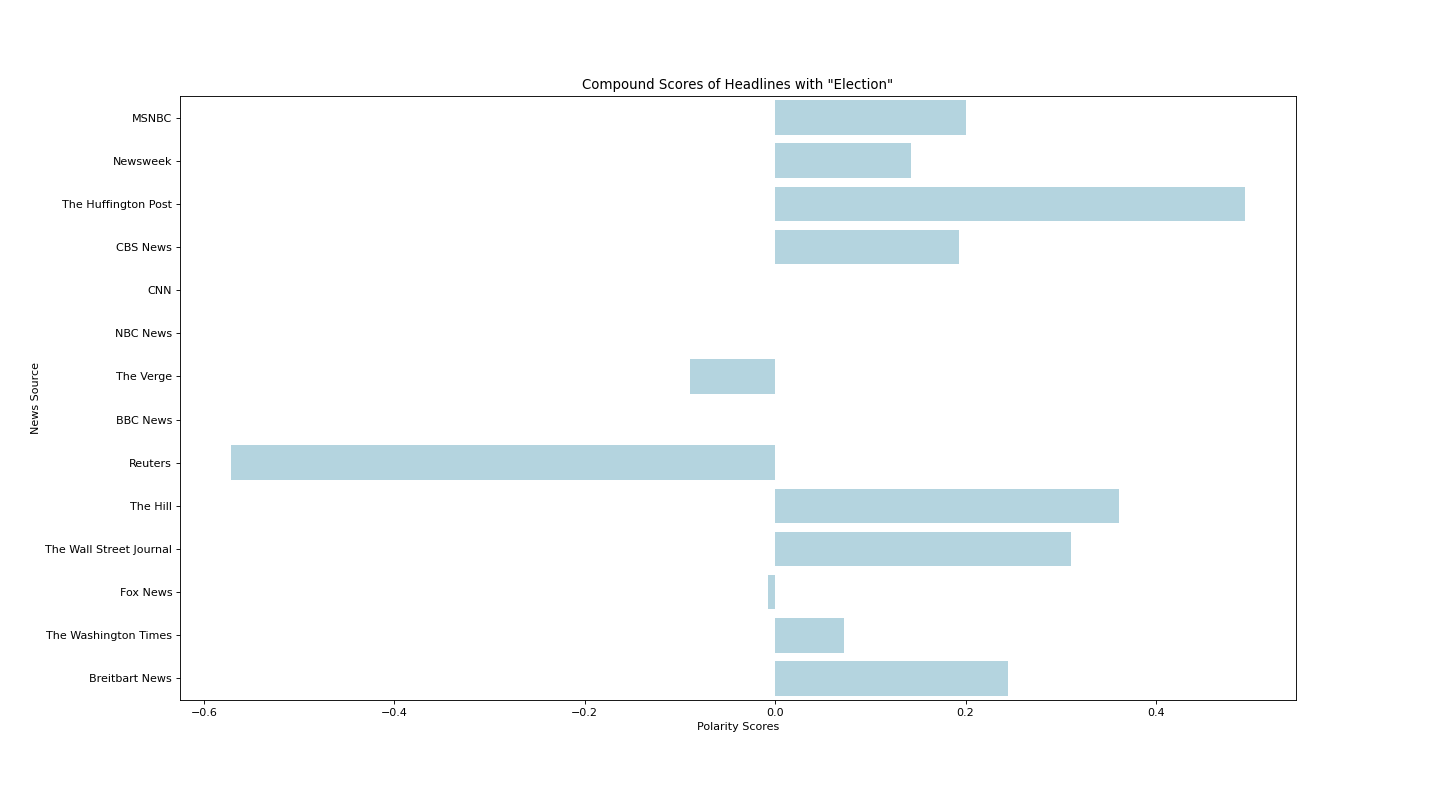 Compound Scores of Headlines with "Election"
MSNBC
Newsweek
The Huffington Post
CBS News
CNN
NBC News
The Verge
BBC News
Reuters
The Hill
The Wall Street Journal
Fox News
The Washington Times
Breitbart News
News Source
−0.6 −0.4 −0.2 0.0 0.2 0.4
Polarity Scores